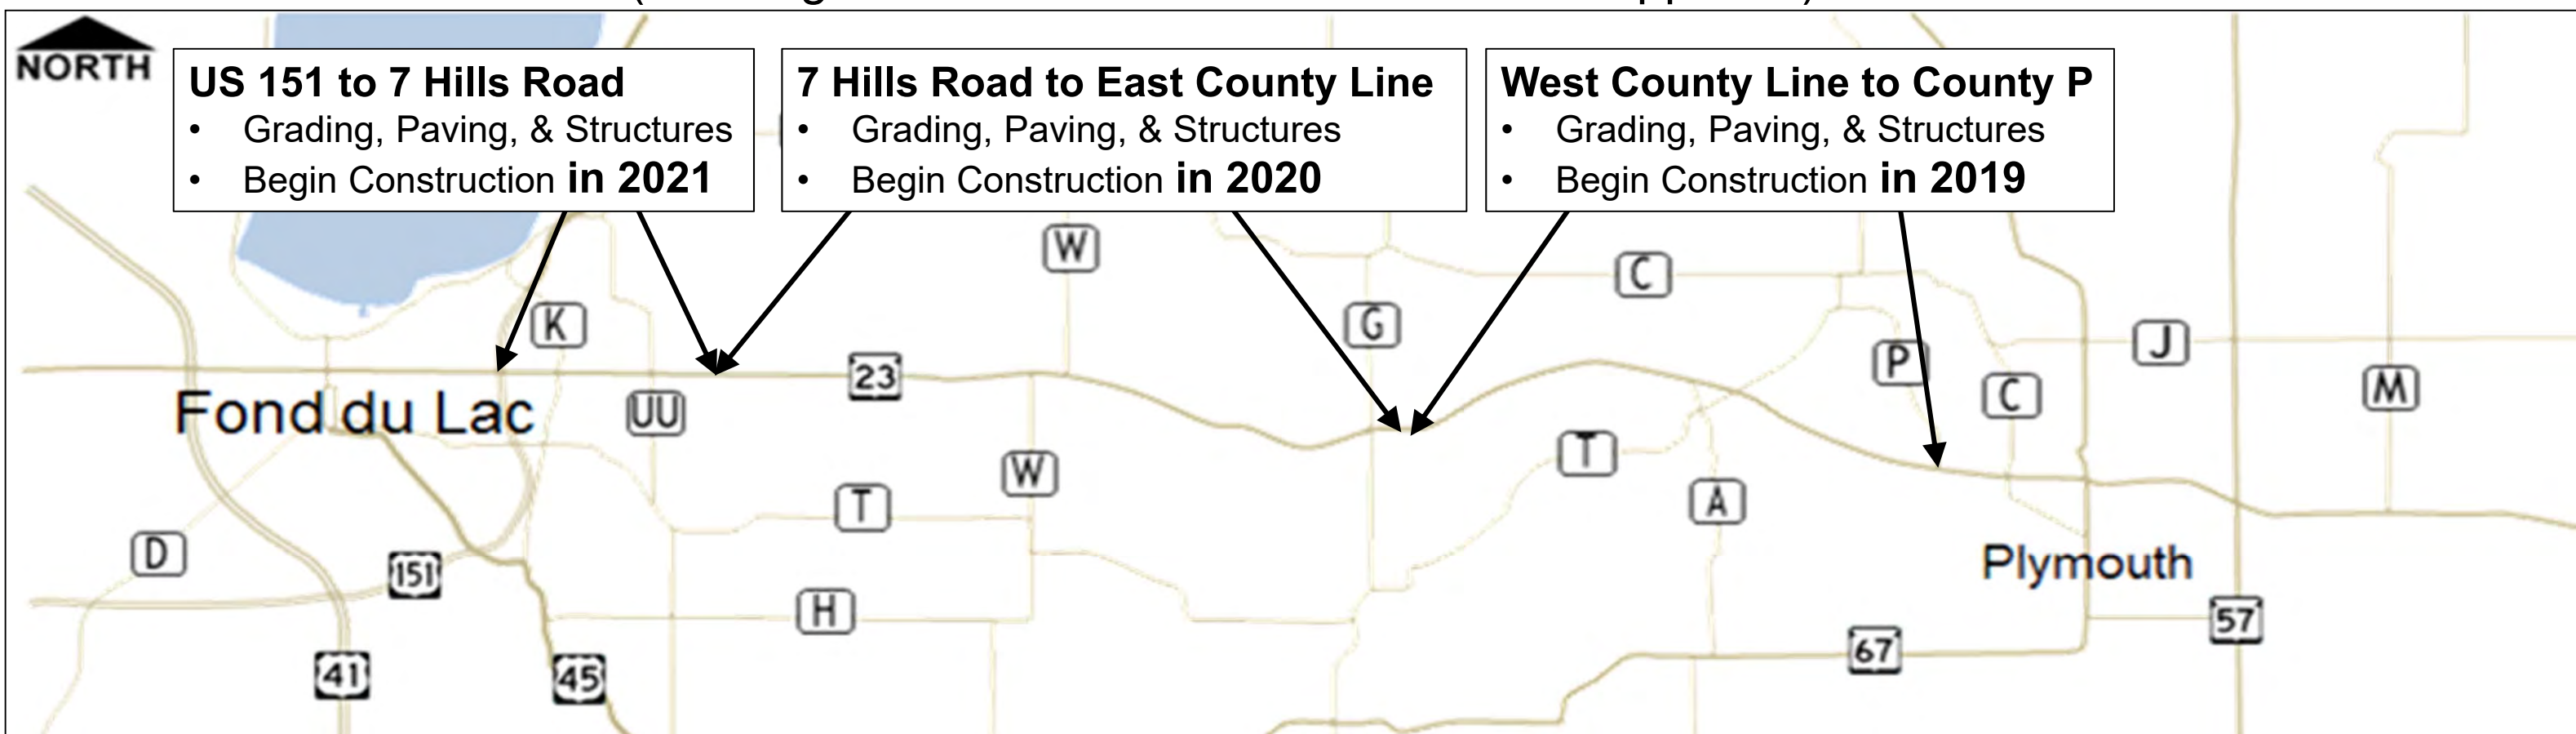 NORTH
US 151 to 7 Hills Road
• Grading, Paving, & Structures
• Begin Construction in 2021
7 Hills Road to East County Line
• Grading, Paving, & Structures
• Begin Construction in 2020
West County Line to County P
• Grading, Paving, & Structures
• Begin Construction in 2019
W
C
K
G
J
P
23
C
M
Fond du Lac
UU
T
W
A
T
D
151
Plymouth
H
57
67
41
45